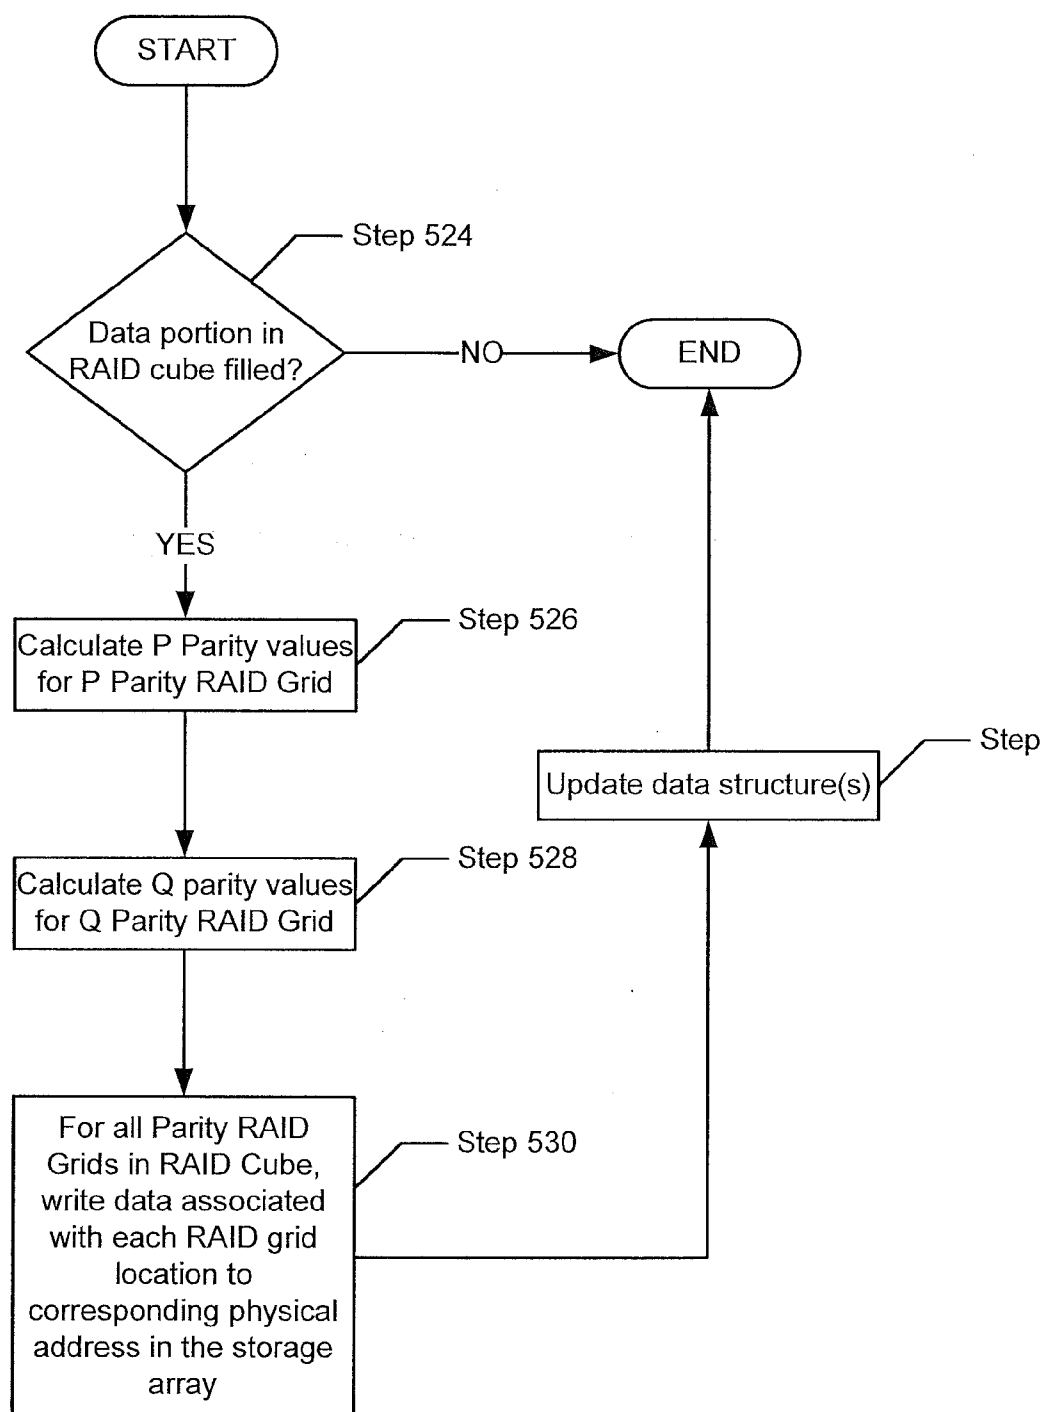 START
Step 524
Data portion in
RAID cube filled?
NO
END
YES
Step 526
Calculate P Parity values
for P Parity RAID Grid
Step
Update data structure(s)
Step 528
Calculate Q parity values
for Q Parity RAID Grid
For all Parity RAID
Grids in RAID Cube,
write data associated
with each RAID grid
location to
corresponding physical
address in the storage
array
Step 530